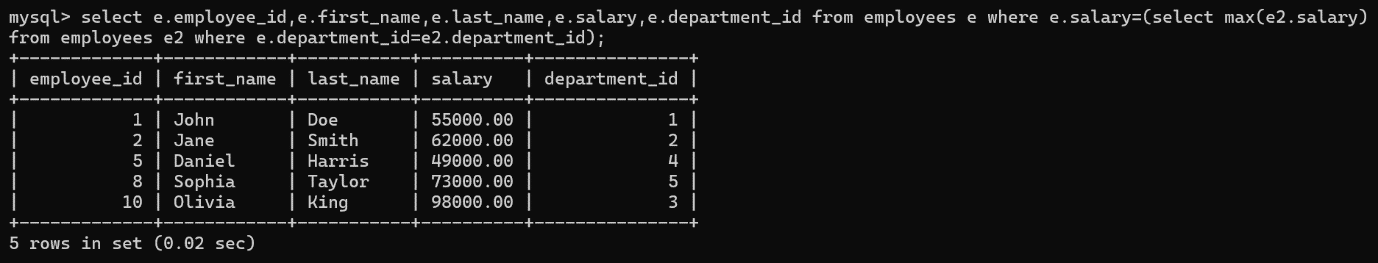 mysql> select e.employee_id,e.first_name,e.last_name,e.salary,e.department_id from employees e where e.salary=(select max(e2.salary)
from employees e2 where e.department_id=e2.department_id);
+-------------+------------+-----------+----------+---------------+
| employee_id | first_name | last_name | salary   | department_id |
+-------------+------------+-----------+----------+---------------+
|           1 | John       | Doe       | 55000.00 |             1 |
|           2 | Jane       | Smith     | 62000.00 |             2 |
|           5 | Daniel     | Harris    | 49000.00 |             4 |
|           8 | Sophia     | Taylor    | 73000.00 |             5 |
|          10 | Olivia     | King      | 98000.00 |             3 |
+-------------+------------+-----------+----------+---------------+
5 rows in set (0.02 sec)